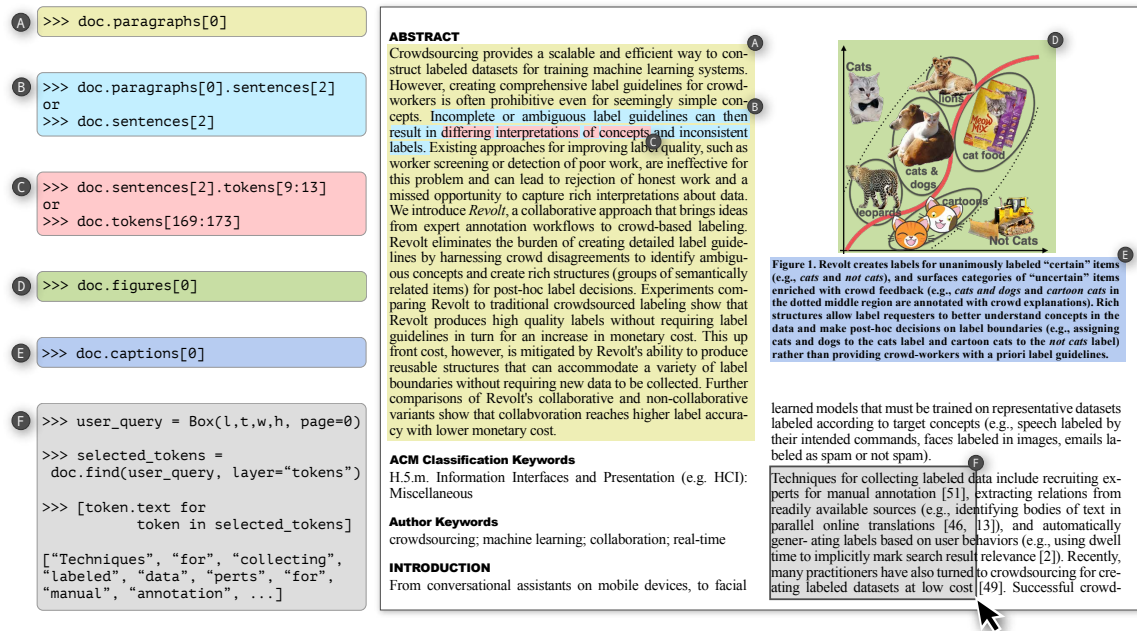 A
>>> doc.paragraphs[0]
B
>>> doc.paragraphs[0].sentences[2]
or
>>> doc.sentences[2]
C
>>> doc.sentences[2].tokens[9:13]
or
>>> doc.tokens[169:173]
D
>>> doc.figures[0]
E
>>> doc.captions[0]
F
>>> user_query = Box(l,t,w,h, page=0)
>>> selected_tokens =
doc.find(user_query, layer=“tokens”)
>>> [token.text for
token in selected_tokens]
[“Techniques”, “for”, “collecting”,
“labeled”, “data”, “perts”, “for”,
“manual”, “annotation”, ...]
ABSTRACT
A
Crowdsourcing provides a scalable and efficient way to con-
struct labeled datasets for training machine learning systems.
However, creating comprehensive label guidelines for crowd-
workers is often prohibitive even for seemingly simple con-
B
cepts. Incomplete or ambiguous label guidelines can then
result in differing interpretations of concepts and inconsistent
C
labels. Existing approaches for improving label quality, such as
worker screening or detection of poor work, are ineffective for
this problem and can lead to rejection of honest work and a
missed opportunity to capture rich interpretations about data.
We introduce Revolt, a collaborative approach that brings ideas
from expert annotation workflows to crowd-based labeling.
Revolt eliminates the burden of creating detailed label guide-
lines by harnessing crowd disagreements to identify ambigu-
ous concepts and create rich structures (groups of semantically
related items) for post-hoc label decisions. Experiments com-
paring Revolt to traditional crowdsourced labeling show that
Revolt produces high quality labels without requiring label
guidelines in turn for an increase in monetary cost. This up
front cost, however, is mitigated by Revolt's ability to produce
reusable structures that can accommodate a variety of label
boundaries without requiring new data to be collected. Further
comparisons of Revolt's collaborative and non-collaborative
variants show that collabvoration reaches higher label accura-
cy with lower monetary cost.
ACM Classification Keywords
H.5.m. Information Interfaces and Presentation (e.g. HCI):
Miscellaneous
Author Keywords
crowdsourcing; machine learning; collaboration; real-time
INTRODUCTION
From conversational assistants on mobile devices, to facial
D
Cats
lions
MEOW MIX
cat food
cats &
dogs
leopards
cartoons
Not Cats
E
Figure 1. Revolt creates labels for unanimously labeled “certain” items
(e.g., cats and not cats), and surfaces categories of “uncertain” items
enriched with crowd feedback (e.g., cats and dogs and cartoon cats in
the dotted middle region are annotated with crowd explanations). Rich
structures allow label requesters to better understand concepts in the
data and make post-hoc decisions on label boundaries (e.g., assigning
cats and dogs to the cats label and cartoon cats to the not cats label)
rather than providing crowd-workers with a priori label guidelines.
learned models that must be trained on representative datasets
labeled according to target concepts (e.g., speech labeled by
their intended commands, faces labeled in images, emails la-
beled as spam or not spam).
F
Techniques for collecting labeled data include recruiting ex-
perts for manual annotation [51], extracting relations from
readily available sources (e.g., identifying bodies of text in
parallel online translations [46, 13]), and automatically
gener- ating labels based on user behaviors (e.g., using dwell
time to implicitly mark search result relevance [2]). Recently,
many practitioners have also turned to crowdsourcing for cre-
ating labeled datasets at low cost [49]. Successful crowd-